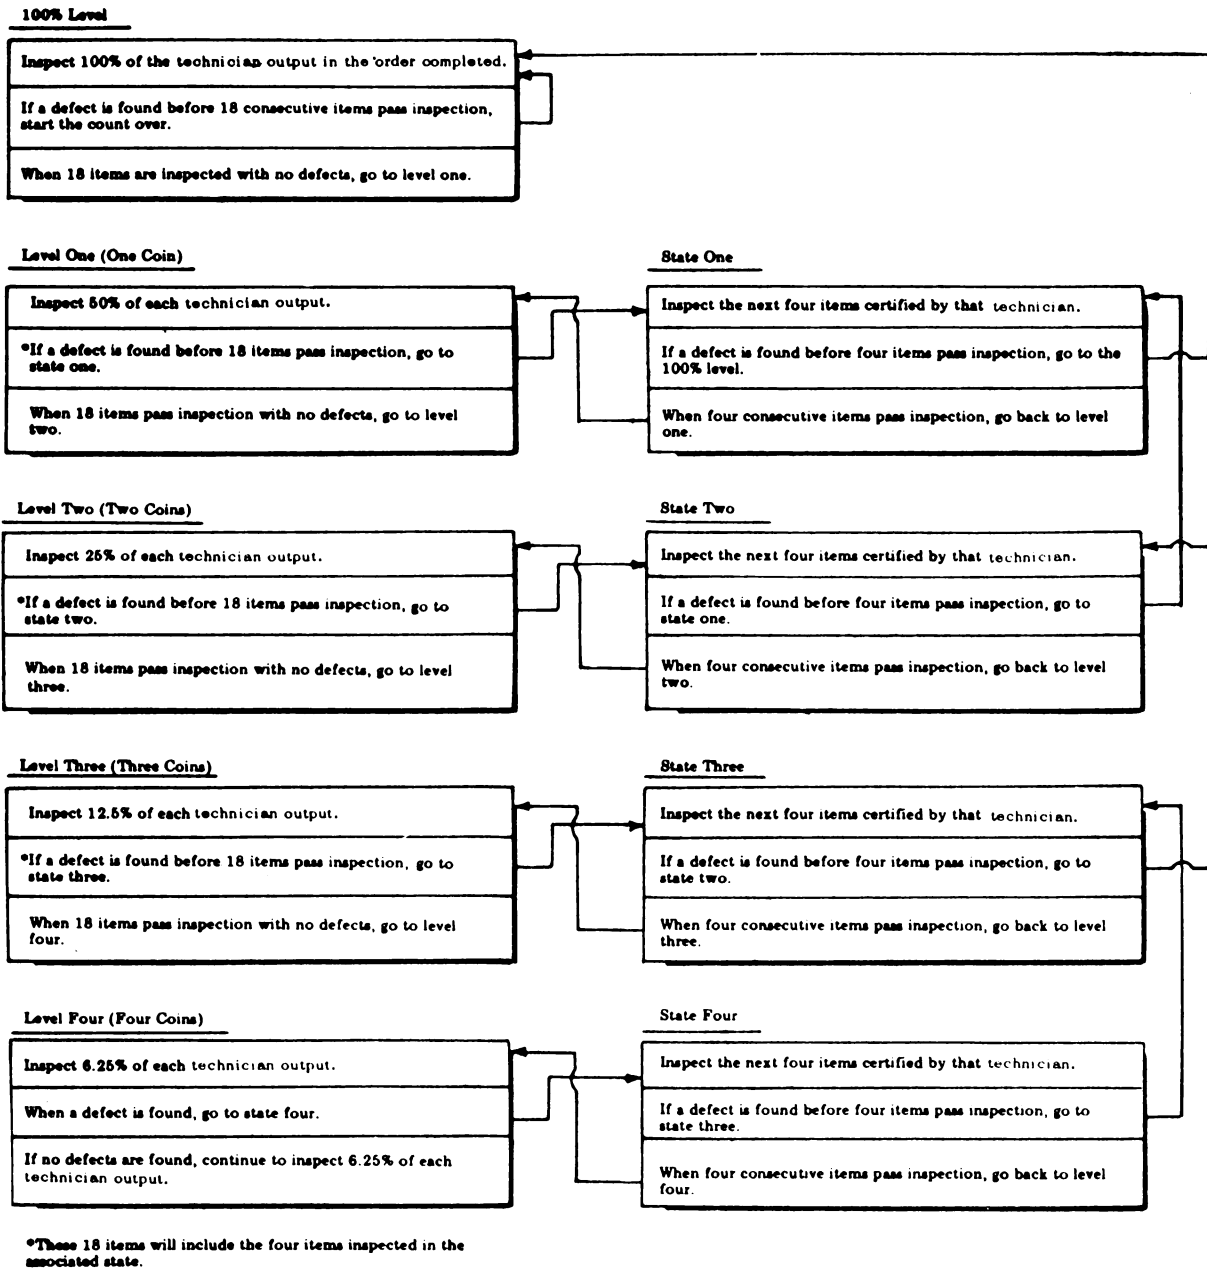 100% Level
Inspect 100% of the technician output in the order completed.
If a defect is found before 18 consecutive items pass inspection,
start the count over.
When 18 items are inspected with no defects, go to level one.
Level One (One Coin)
Inspect 50% of each technician output.
*If a defect is found before 18 items pass inspection, go to
state one.
When 18 items pass inspection with no defects, go to level
two.
State One
Inspect the next four items certified by that technician.
If a defect is found before four items pass inspection, go to the
100% level.
When four consecutive items pass inspection, go back to level
one.
Level Two (Two Coins)
Inspect 25% of each technician output.
*If a defect is found before 18 items pass inspection, go to
state two.
When 18 items pass inspection with no defects, go to level
three.
State Two
Inspect the next four items certified by that technician.
If a defect is found before four items pass inspection, go to
state one.
When four consecutive items pass inspection, go back to level
two.
Level Three (Three Coins)
Inspect 12.5% of each technician output.
*If a defect is found before 18 items pass inspection, go to
state three.
When 18 items pass inspection with no defects, go to level
four.
State Three
Inspect the next four items certified by that technician.
If a defect is found before four items pass inspection, go to
state two.
When four consecutive items pass inspection, go back to level
three.
Level Four (Four Coins)
Inspect 6.25% of each technician output.
When a defect is found, go to state four.
If no defects are found, continue to inspect 6.25% of each
technician output.
State Four
Inspect the next four items certified by that technician.
If a defect is found before four items pass inspection, go to
state three.
When four consecutive items pass inspection, go back to level
four.
*These 18 items will include the four items inspected in the
associated state.